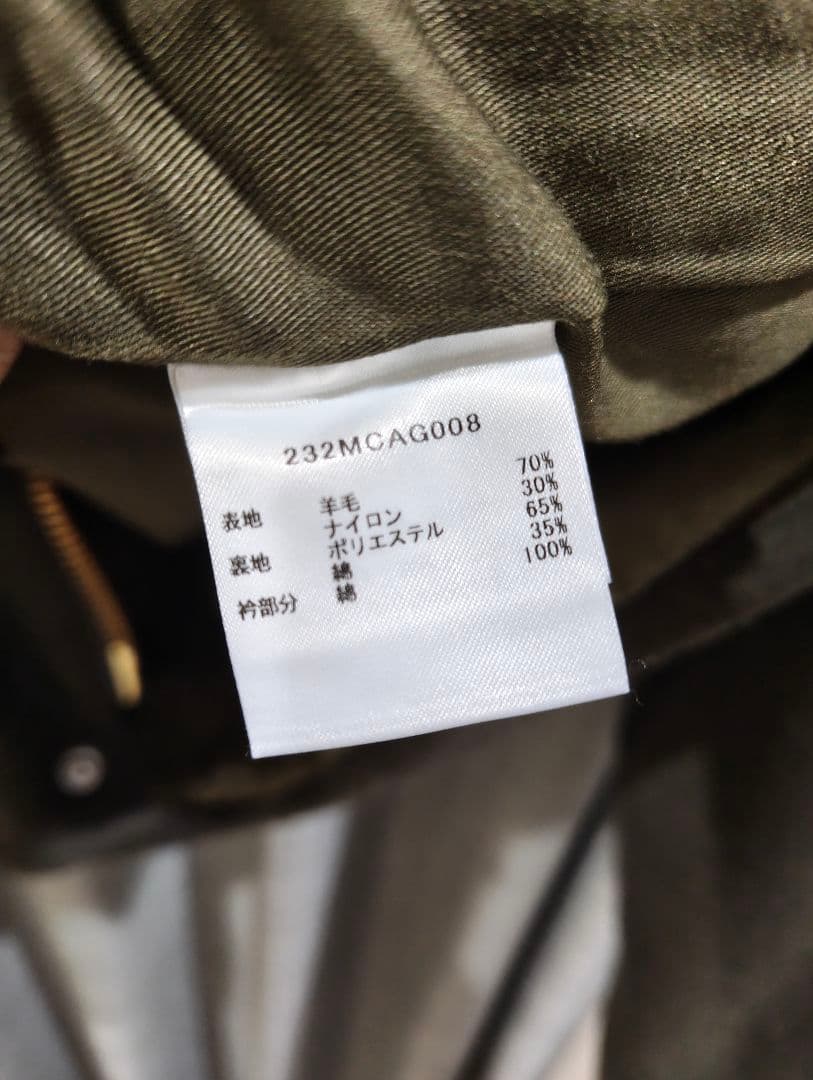 232MCAG008
表地 羊毛 70%
ナイロン 30%
裏地 ポリエステル 65%
綿 35%
衿部分 綿 100%